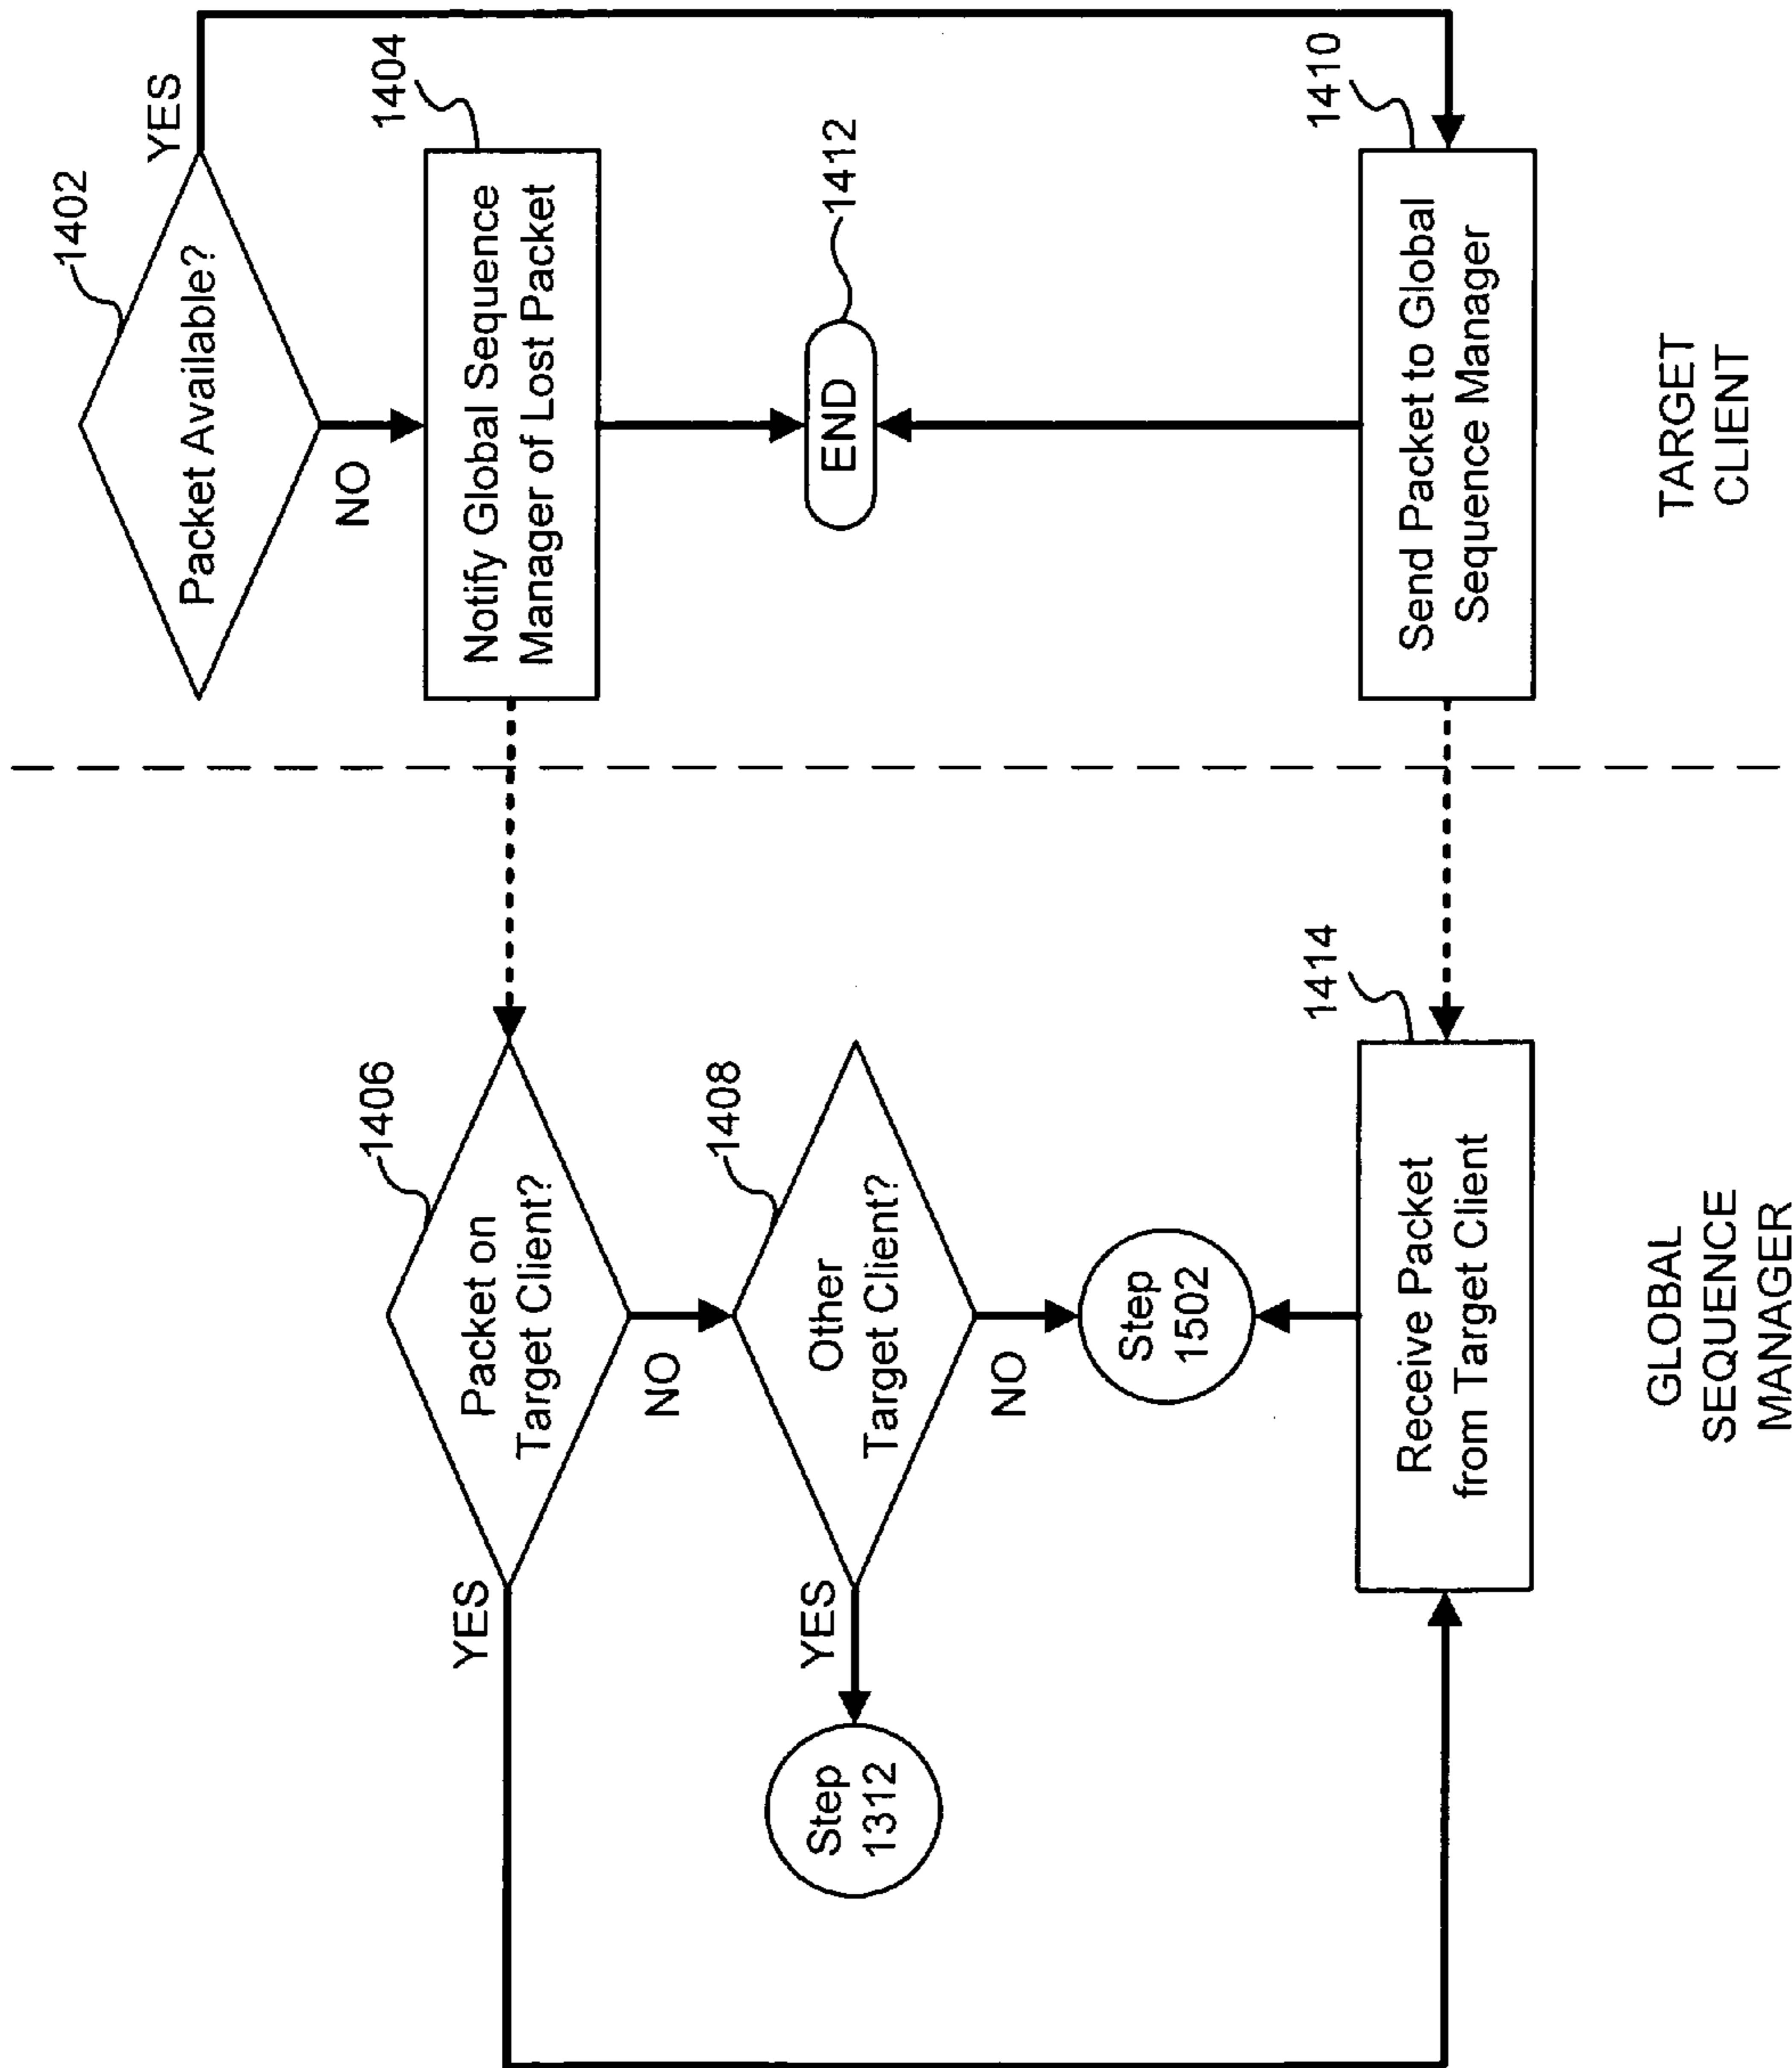 1402
Packet Available?
YES
NO
1404
Notify Global Sequence
Manager of Lost Packet
1412
END
1410
Send Packet to Global
Sequence Manager
TARGET
CLIENT
1406
Packet on
Target Client?
YES
NO
1408
Other
Target Client?
YES
NO
Step
1312
Step
1502
1414
Receive Packet
from Target Client
GLOBAL
SEQUENCE
MANAGER